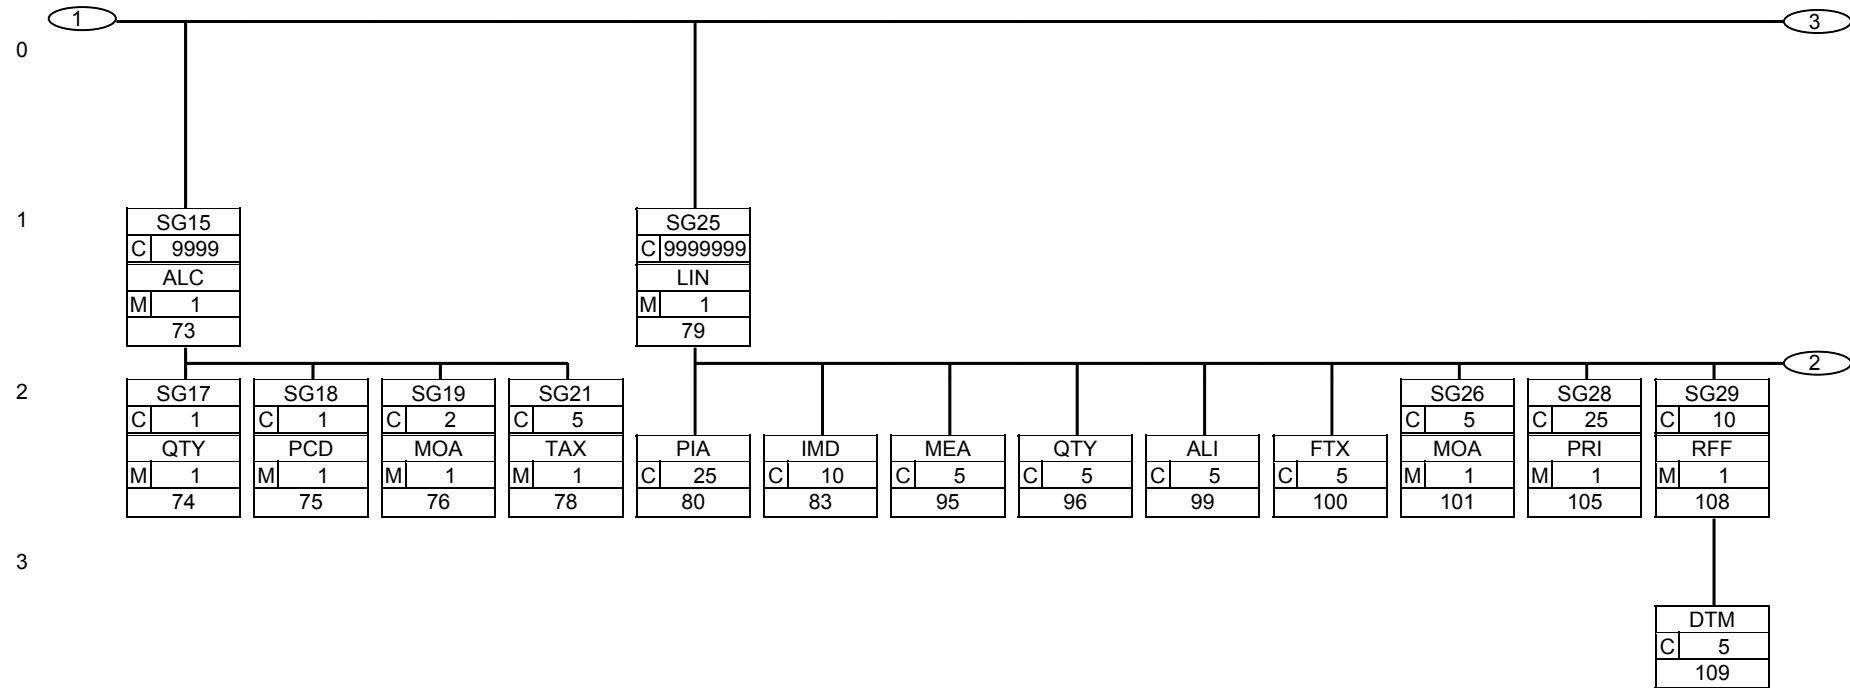 1
3
0
1
SG15
C 9999
ALC
M 1
73
SG25
C 9999999
LIN
M 1
79
2
2
SG17
C 1
QTY
M 1
74
SG18
C 1
PCD
M 1
75
SG19
C 2
MOA
M 1
76
SG21
C 5
TAX
M 1
78
PIA
C 25
80
IMD
C 10
83
MEA
C 5
95
QTY
C 5
96
ALI
C 5
99
FTX
C 5
100
SG26
C 5
MOA
M 1
101
SG28
C 25
PRI
M 1
105
SG29
C 10
RFF
M 1
108
3
DTM
C 5
109